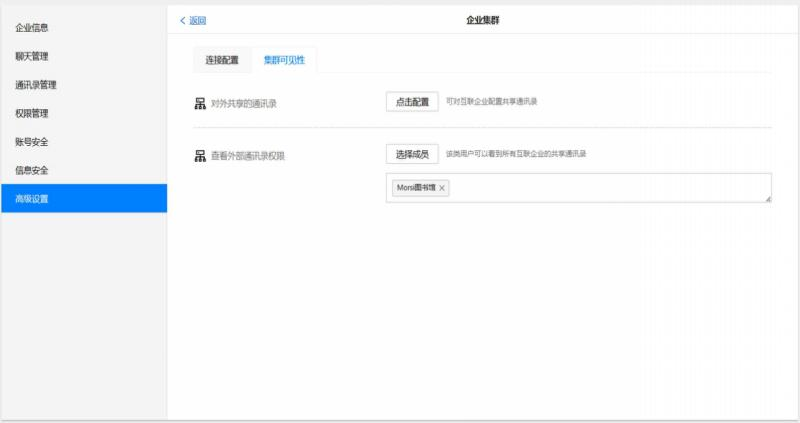 企业信息
聊天管理
通讯录管理
权限管理
账号安全
信息安全
高级设置
返回
企业集群
连接配置
集群可见性
对外共享的通讯录
点击配置
可对互联企业配置共享通讯录
查看外部通讯录权限
选择成员
该类用户可以看到所有互联企业的共享通讯录
Morsi图书馆